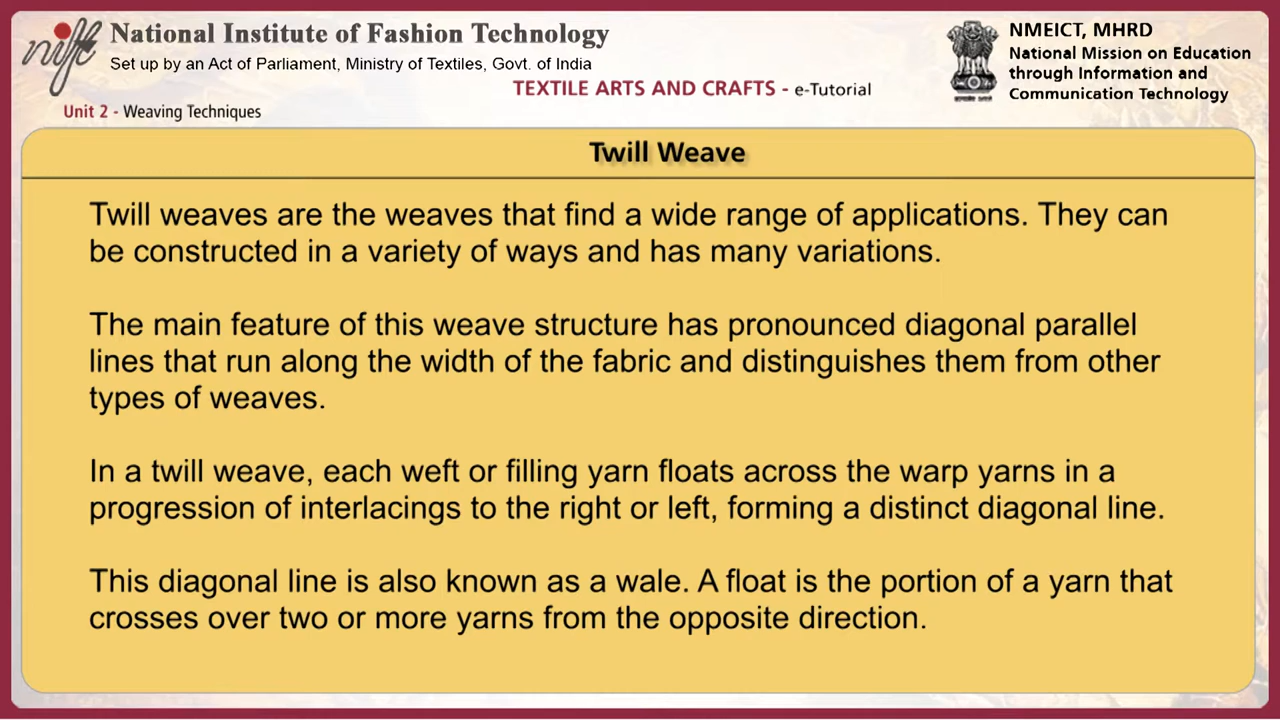 nift
National Institute of Fashion Technology
Set up by an Act of Parliament, Ministry of Textiles, Govt. of India
NMEICT, MHRD
National Mission on Education
through Information and
Communication Technology
TEXTILE ARTS AND CRAFTS - e-Tutorial
Unit 2 - Weaving Techniques
Twill Weave
Twill weaves are the weaves that find a wide range of applications. They can
be constructed in a variety of ways and has many variations.
The main feature of this weave structure has pronounced diagonal parallel
lines that run along the width of the fabric and distinguishes them from other
types of weaves.
In a twill weave, each weft or filling yarn floats across the warp yarns in a
progression of interlacings to the right or left, forming a distinct diagonal line.
This diagonal line is also known as a wale. A float is the portion of a yarn that
crosses over two or more yarns from the opposite direction.